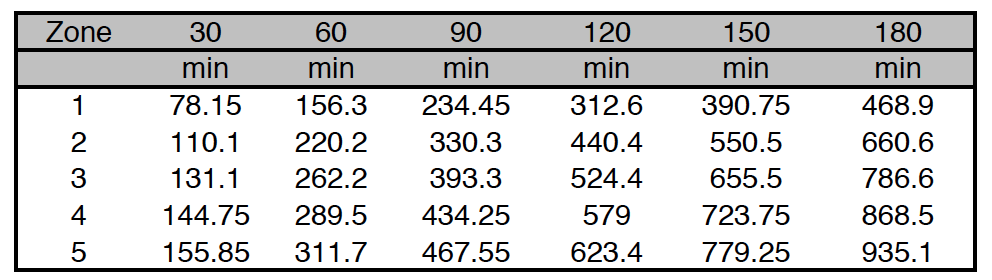 Zone 30 60 90 120 150 180
min min min min min min
1 78.15 156.3 234.45 312.6 390.75 468.9
2 110.1 220.2 330.3 440.4 550.5 660.6
3 131.1 262.2 393.3 524.4 655.5 786.6
4 144.75 289.5 434.25 579 723.75 868.5
5 155.85 311.7 467.55 623.4 779.25 935.1